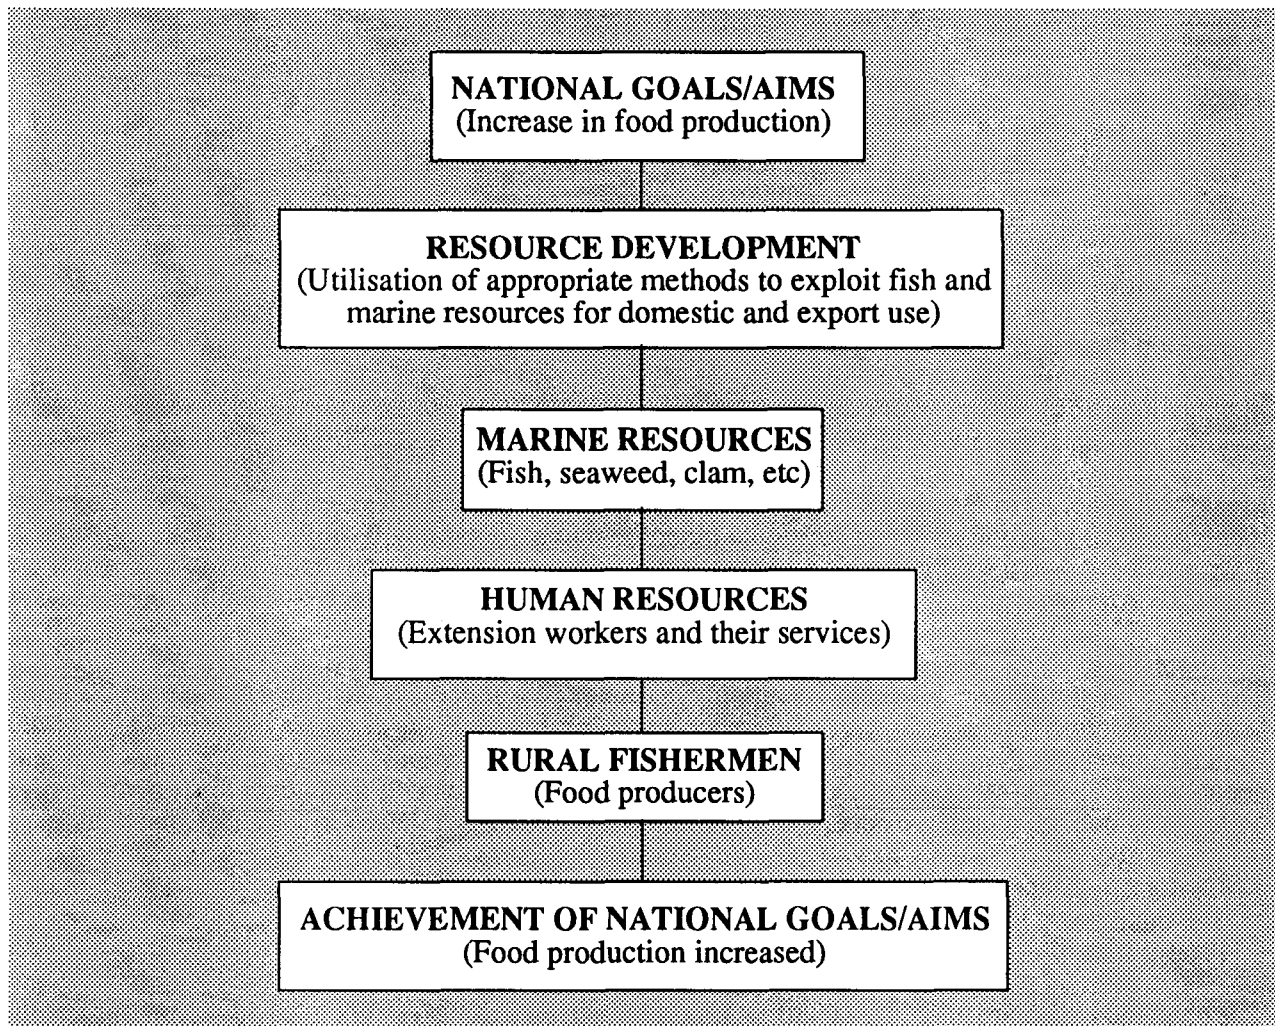 NATIONAL GOALS/AIMS
(Increase in food production)
RESOURCE DEVELOPMENT
(Utilisation of appropriate methods to exploit fish and
marine resources for domestic and export use)
MARINE RESOURCES
(Fish, seaweed, clam, etc)
HUMAN RESOURCES
(Extension workers and their services)
RURAL FISHERMEN
(Food producers)
ACHIEVEMENT OF NATIONAL GOALS/AIMS
(Food production increased)